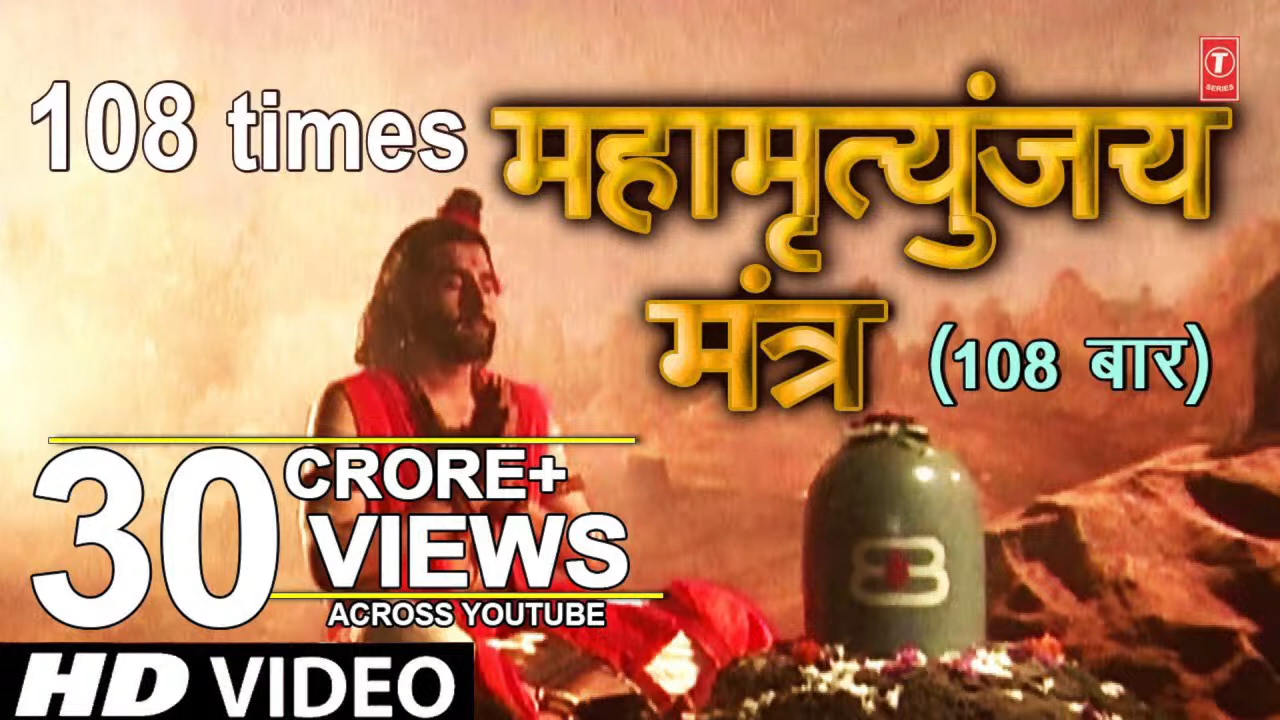 T
SERIES
108 times
महामृत्युंजय
मंत्र
(108 बार)
30
CRORE+
VIEWS
ACROSS YOUTUBE
HD VIDEO